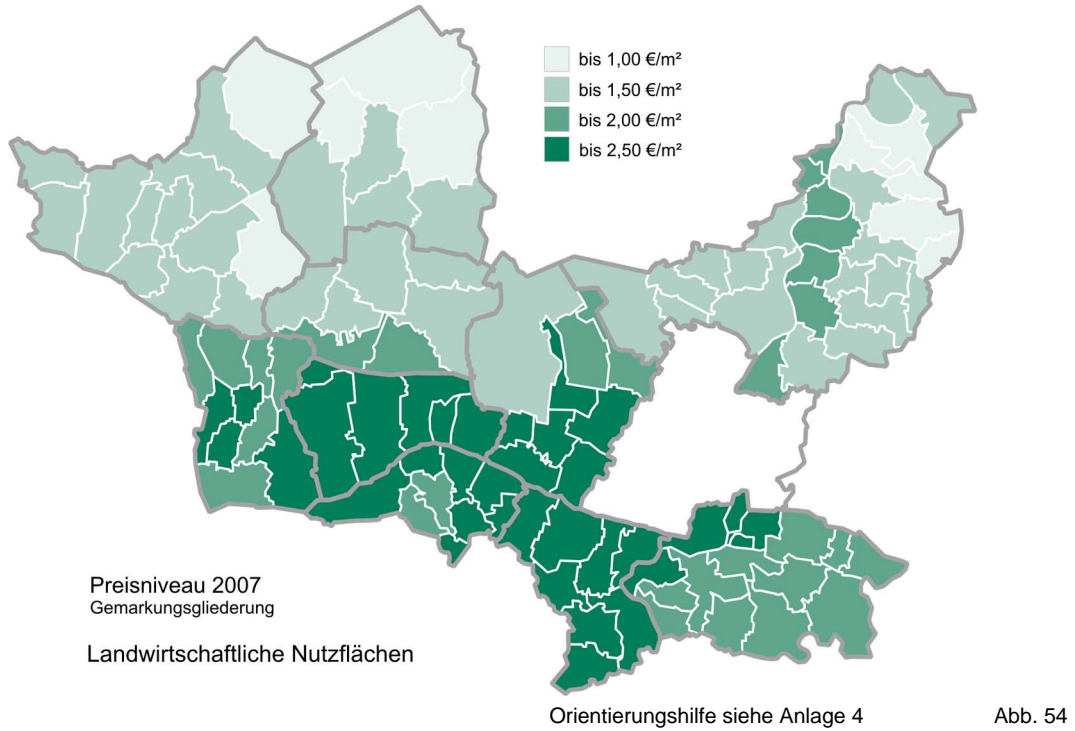 bis 1,00 €/m²
bis 1,50 €/m²
bis 2,00 €/m²
bis 2,50 €/m²
Preisniveau 2007
Gemarkungsgliederung
Landwirtschaftliche Nutzflächen
Orientierungshilfe siehe Anlage 4 Abb. 54